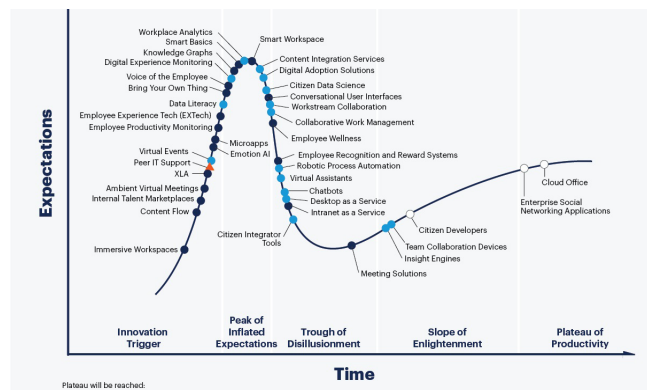 Workplace Analytics
Smart Basics
Knowledge Graphs
Digital Experience Monitoring
Voice of the Employee
Bring Your Own Thing
Data Literacy
Employee Experience Tech (EXTech)
Employee Productivity Monitoring
Microapps
Emotion AI
Virtual Events
Peer IT Support
XLA
Ambient Virtual Meetings
Internal Talent Marketplaces
Content Flow
Immersive Workspaces
Smart Workspace
Content Integration Services
Digital Adoption Solutions
Citizen Data Science
Conversational User Interfaces
Workstream Collaboration
Collaborative Work Management
Employee Wellness
Employee Recognition and Reward Systems
Robotic Process Automation
Virtual Assistants
Chatbots
Desktop as a Service
Intranet as a Service
Citizen Integrator
Tools
Meeting Solutions
Insight Engines
Team Collaboration Devices
Citizen Developers
Enterprise Social
Networking Applications
Cloud Office
Expectations
Innovation
Trigger
Peak of
Inflated
Expectations
Trough of
Disillusionment
Slope of
Enlightenment
Plateau of
Productivity
Time
Plateau will be reached: